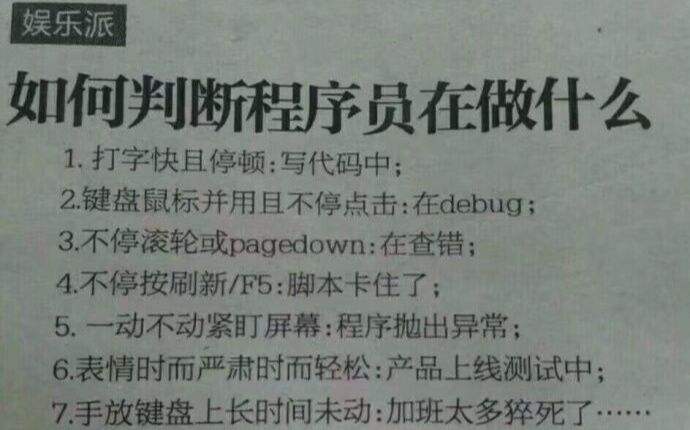 娱乐派
如何判断程序员在做什么
1. 打字快且停顿:写代码中;
2.键盘鼠标并用且不停点击:在debug;
3.不停滚轮或pagedown:在查错;
4.不停按刷新/F5:脚本卡住了;
5. 一动不动紧盯屏幕:程序抛出异常;
6.表情时而严肃时而轻松:产品上线测试中;
7.手放键盘上长时间未动:加班太多猝死了……